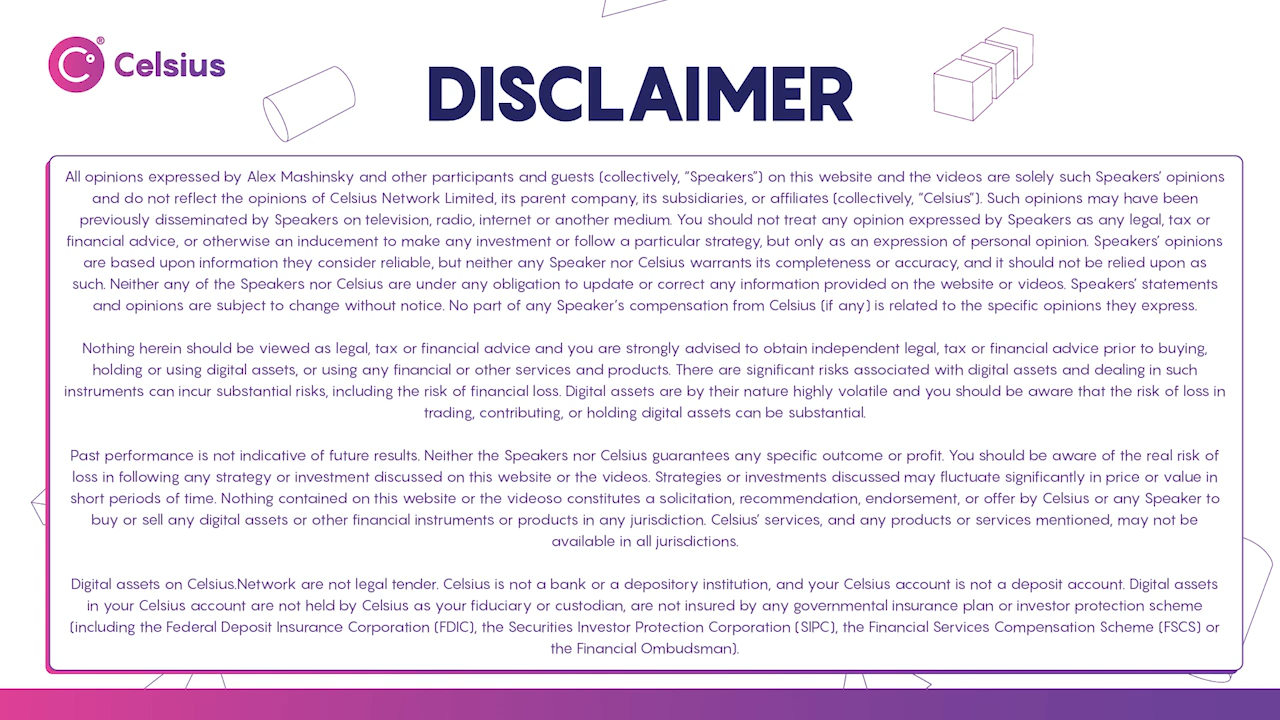 Celsius®
DISCLAIMER
All opinions expressed by Alex Mashinsky and other participants and guests (collectively, "Speakers") on this website and the videos are solely such Speakers' opinions
and do not reflect the opinions of Celsius Network Limited, its parent company, its subsidiaries, or affiliates (collectively, "Celsius"). Such opinions may have been
previously disseminated by Speakers on television, radio, internet or another medium. You should not treat any opinion expressed by Speakers as any legal, tax or
financial advice, or otherwise an inducement to make any investment or follow a particular strategy, but only as an expression of personal opinion. Speakers' opinions
are based upon information they consider reliable, but neither any Speaker nor Celsius warrants its completeness or accuracy, and it should not be relied upon as
such. Neither any of the Speakers nor Celsius are under any obligation to update or correct any information provided on the website or videos. Speakers' statements
and opinions are subject to change without notice. No part of any Speaker's compensation from Celsius (if any) is related to the specific opinions they express.
Nothing herein should be viewed as legal, tax or financial advice and you are strongly advised to obtain independent legal, tax or financial advice prior to buying,
holding or using digital assets, or using any financial or other services and products. There are significant risks associated with digital assets and dealing in such
instruments can incur substantial risks, including the risk of financial loss. Digital assets are by their nature highly volatile and you should be aware that the risk of loss in
trading, contributing, or holding digital assets can be substantial.
Past performance is not indicative of future results. Neither the Speakers nor Celsius guarantees any specific outcome or profit. You should be aware of the real risk of
loss in following any strategy or investment discussed on this website or the videos. Strategies or investments discussed may fluctuate significantly in price or value in
short periods of time. Nothing contained on this website or the videoso constitutes a solicitation, recommendation, endorsement, or offer by Celsius or any Speaker to
buy or sell any digital assets or other financial instruments or products in any jurisdiction. Celsius' services, and any products or services mentioned, may not be
available in all jurisdictions.
Digital assets on Celsius.Network are not legal tender. Celsius is not a bank or a depository institution, and your Celsius account is not a deposit account. Digital assets
in your Celsius account are not held by Celsius as your fiduciary or custodian, are not insured by any governmental insurance plan or investor protection scheme
(including the Federal Deposit Insurance Corporation (FDIC), the Securities Investor Protection Corporation (SIPC), the Financial Services Compensation Scheme (FSCS) or
the Financial Ombudsman).